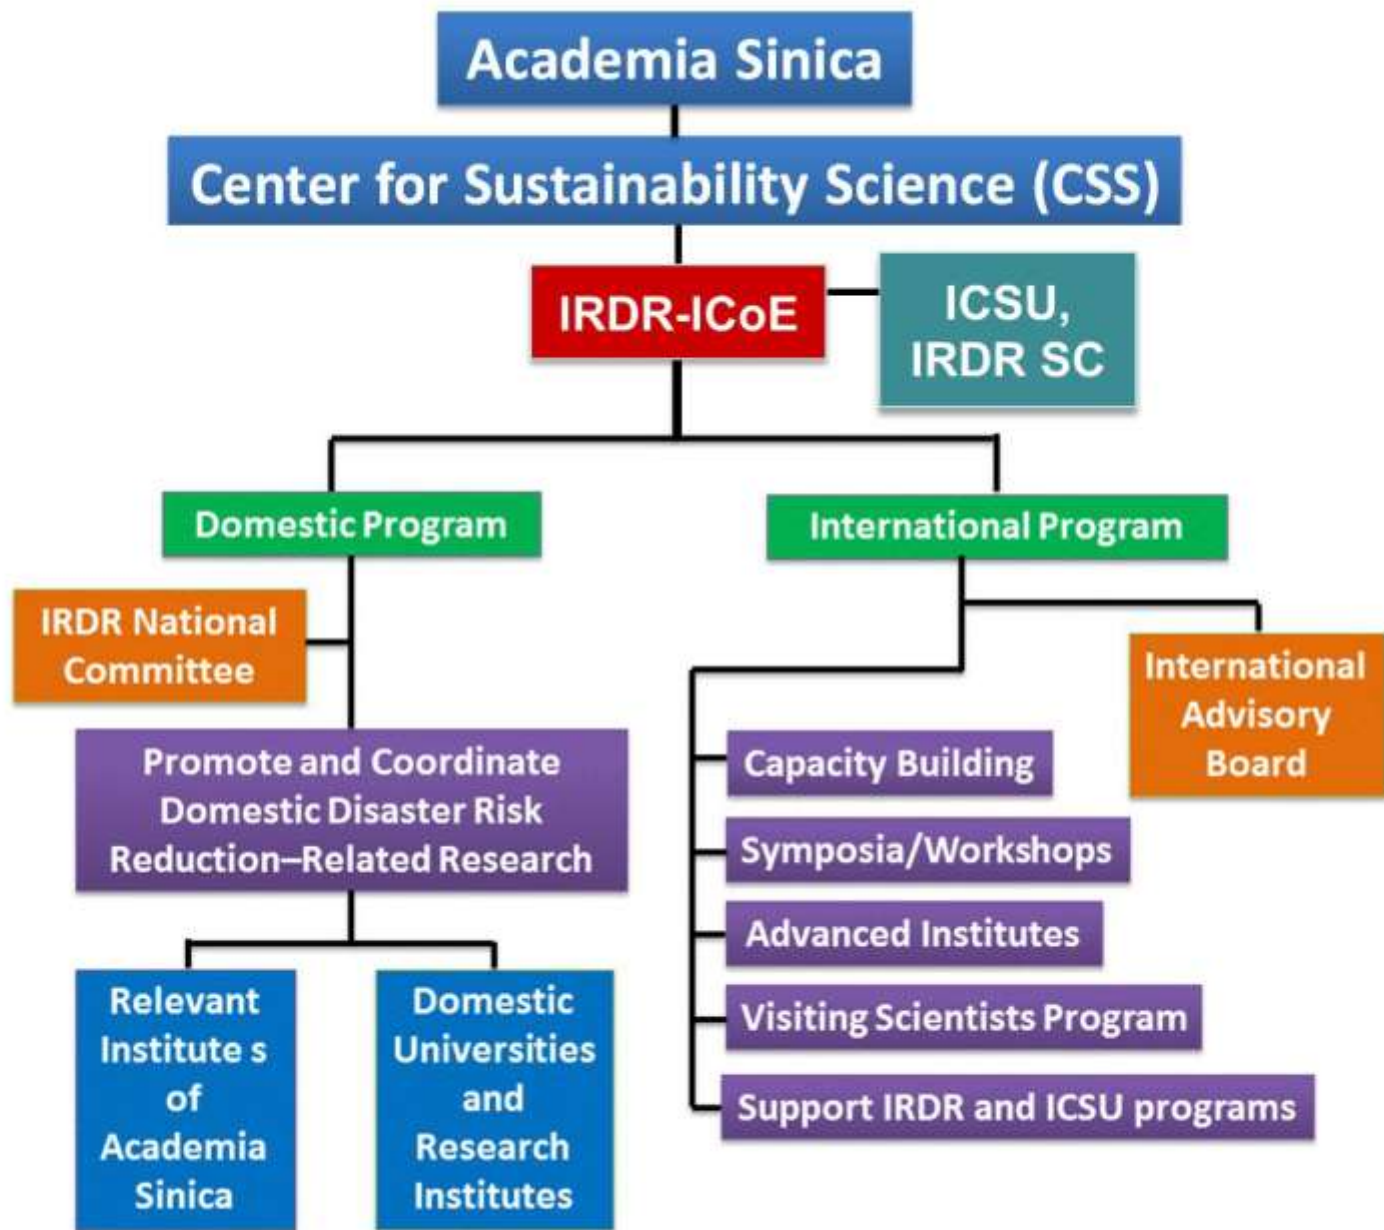 Academia Sinica
Center for Sustainability Science (CSS)
IRDR-ICoE
ICSU,
IRDR SC
Domestic Program
International Program
IRDR National
Committee
International
Advisory
Board
Promote and Coordinate
Domestic Disaster Risk
Reduction–Related Research
Capacity Building
Symposia/Workshops
Advanced Institutes
Visiting Scientists Program
Support IRDR and ICSU programs
Relevant
Institute s
of
Academia
Sinica
Domestic
Universities
and
Research
Institutes